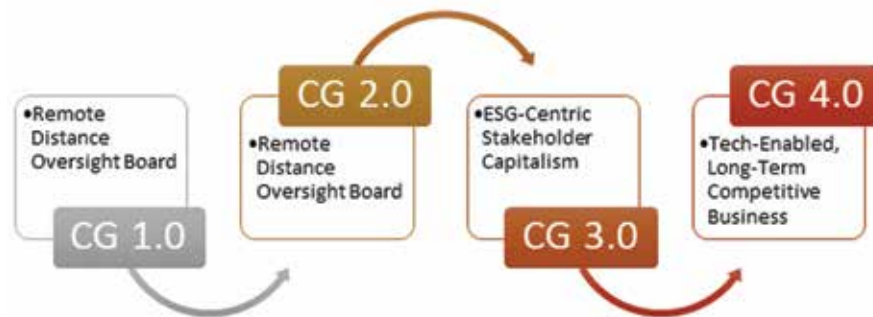 •Remote
Distance
Oversight Board
CG 1.0
CG 2.0
•Remote
Distance
Oversight Board
•ESG-Centric
Stakeholder
Capitalism
CG 3.0
CG 4.0
•Tech-Enabled,
Long-Term
Competitive
Business